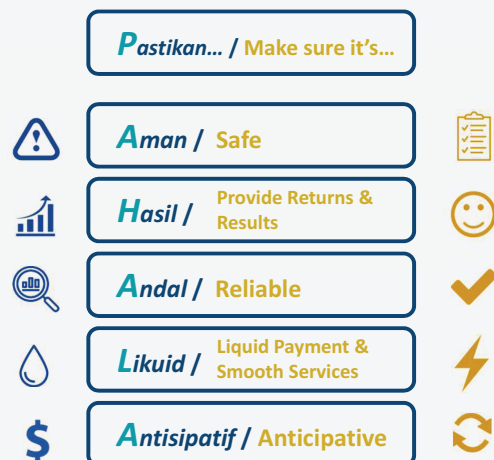 Pastikan... / Make sure it's...
Aman / Safe
Hasil / Provide Returns &
Results
Andal / Reliable
Likuid / Liquid Payment &
Smooth Services
Antisipatif / Anticipative
$